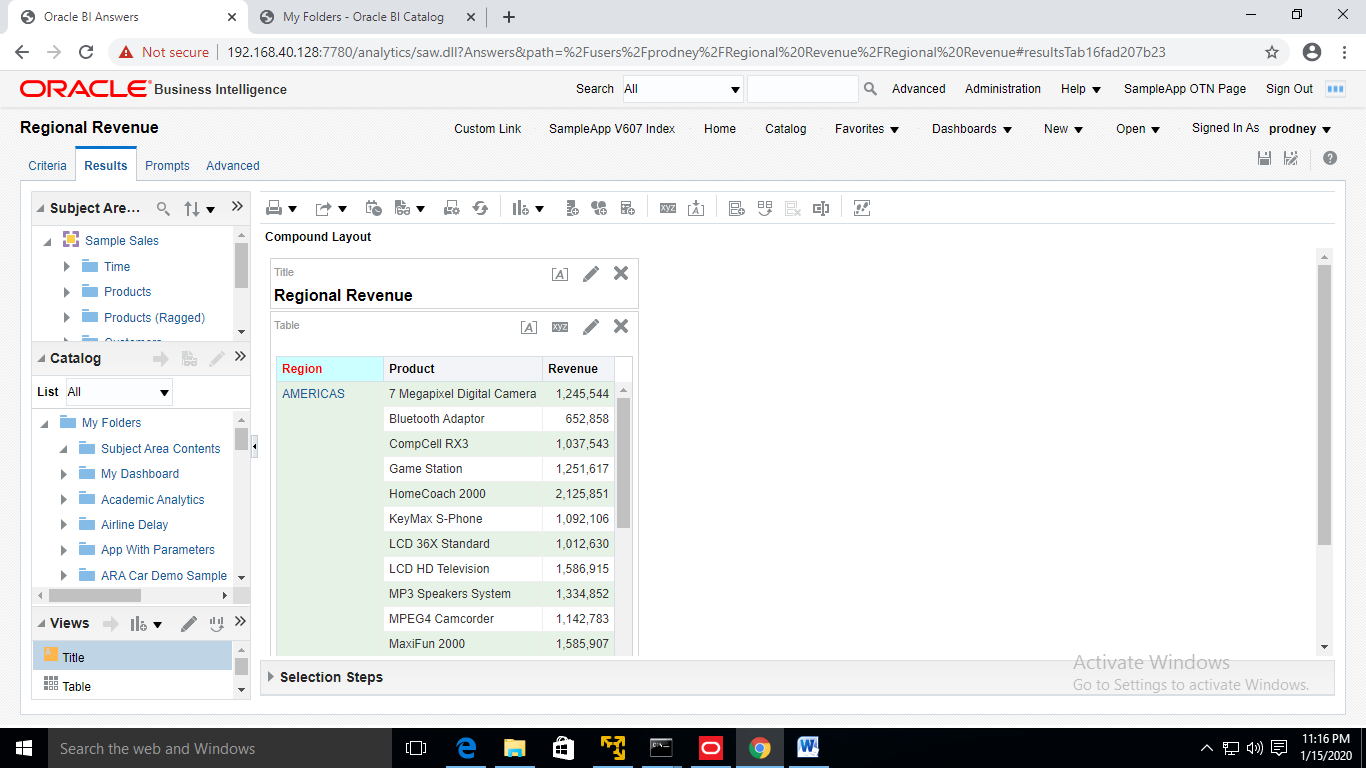 Oracle BI Answers
My Folders - Oracle BI Catalog
Not secure 192.168.40.128:7780/analytics/saw.dll?Answers&path=%2Fusers%2Fprodney%2FRegional%20Revenue%2FRegional%20Revenue#resultsTab16fad207b23
ORACLE Business Intelligence
Search All
Advanced Administration Help SampleApp OTN Page Sign Out
Regional Revenue
Custom Link SampleApp V607 Index Home Catalog Favorites Dashboards New Open Signed In As prodney
Criteria Results Prompts Advanced
Subject Are...
Sample Sales
Time
Products
Products (Ragged)
Catalog
List All
My Folders
Subject Area Contents
My Dashboard
Academic Analytics
Airline Delay
App With Parameters
ARA Car Demo Sample
Views
Title
Table
xyz
A
Compound Layout
Title
A
Regional Revenue
Table
A xyz
Region Product Revenue
AMERICAS 7 Megapixel Digital Camera 1,245,544
Bluetooth Adaptor 652,858
CompCell RX3 1,037,543
Game Station 1,251,617
HomeCoach 2000 2,125,851
KeyMax S-Phone 1,092,106
LCD 36X Standard 1,012,630
LCD HD Television 1,586,915
MP3 Speakers System 1,334,852
MPEG4 Camcorder 1,142,783
MaxiFun 2000 1,585,907
Selection Steps
Activate Windows
Go to Settings to activate Windows.
Search the web and Windows
11:16 PM
1/15/2020